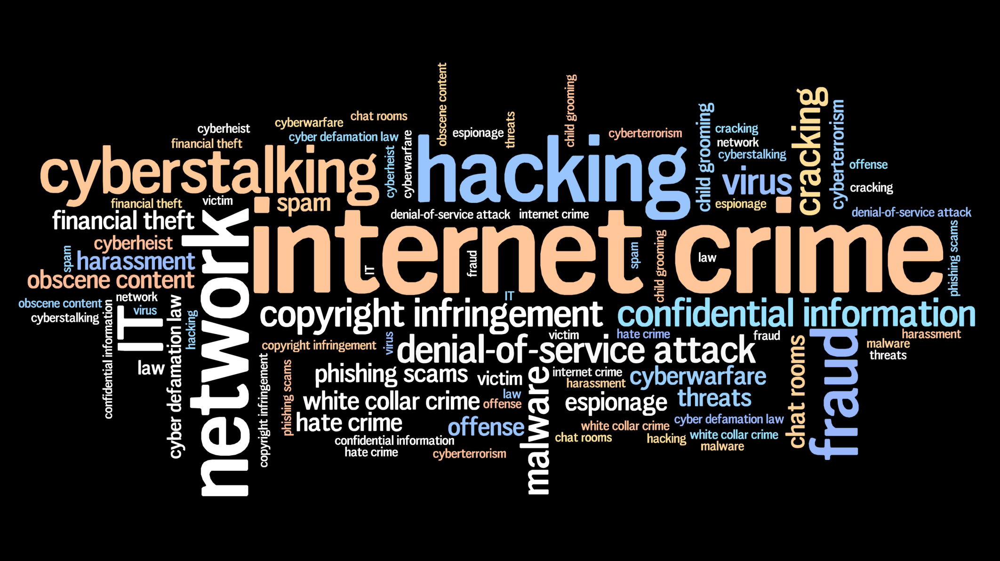 obscene content
child grooming
cracking
cyberterrorism
child grooming
threats
chat rooms
cyberwarfare
cyberheist
espionage
cyberterrorism
cracking
cyber defamation law
cyberwarfare
financial theft
network
cyberstalking
cyberstalking
cyberheist
hacking
virus
offense
cracking
financial theft
victim
spam
espionage
denial-of-service attack
internet crime
denial-of-service attack
financial theft
network
internet crime
phishing scams
cyberheist
spam
harassment
IT
fraud
spam
child grooming
law
obscene content
network
IT
obscene content
virus
cyberstalking
confidential information
IT
cyber defamation law
hacking
copyright infringement
confidential information
victim
hate crime
fraud
harassment
copyright infringement
virus
denial-of-service attack
chat rooms
fraud
malware
threats
law
copyright infringement
phishing scams
phishing scams
victim
malware
internet crime
cyberwarfare
harassment
law
white collar crime
offense
espionage
threats
hate crime
offense
white collar crime
cyber defamation law
confidential information
chat rooms
hacking
white collar crime
hate crime
cyberterrorism
malware